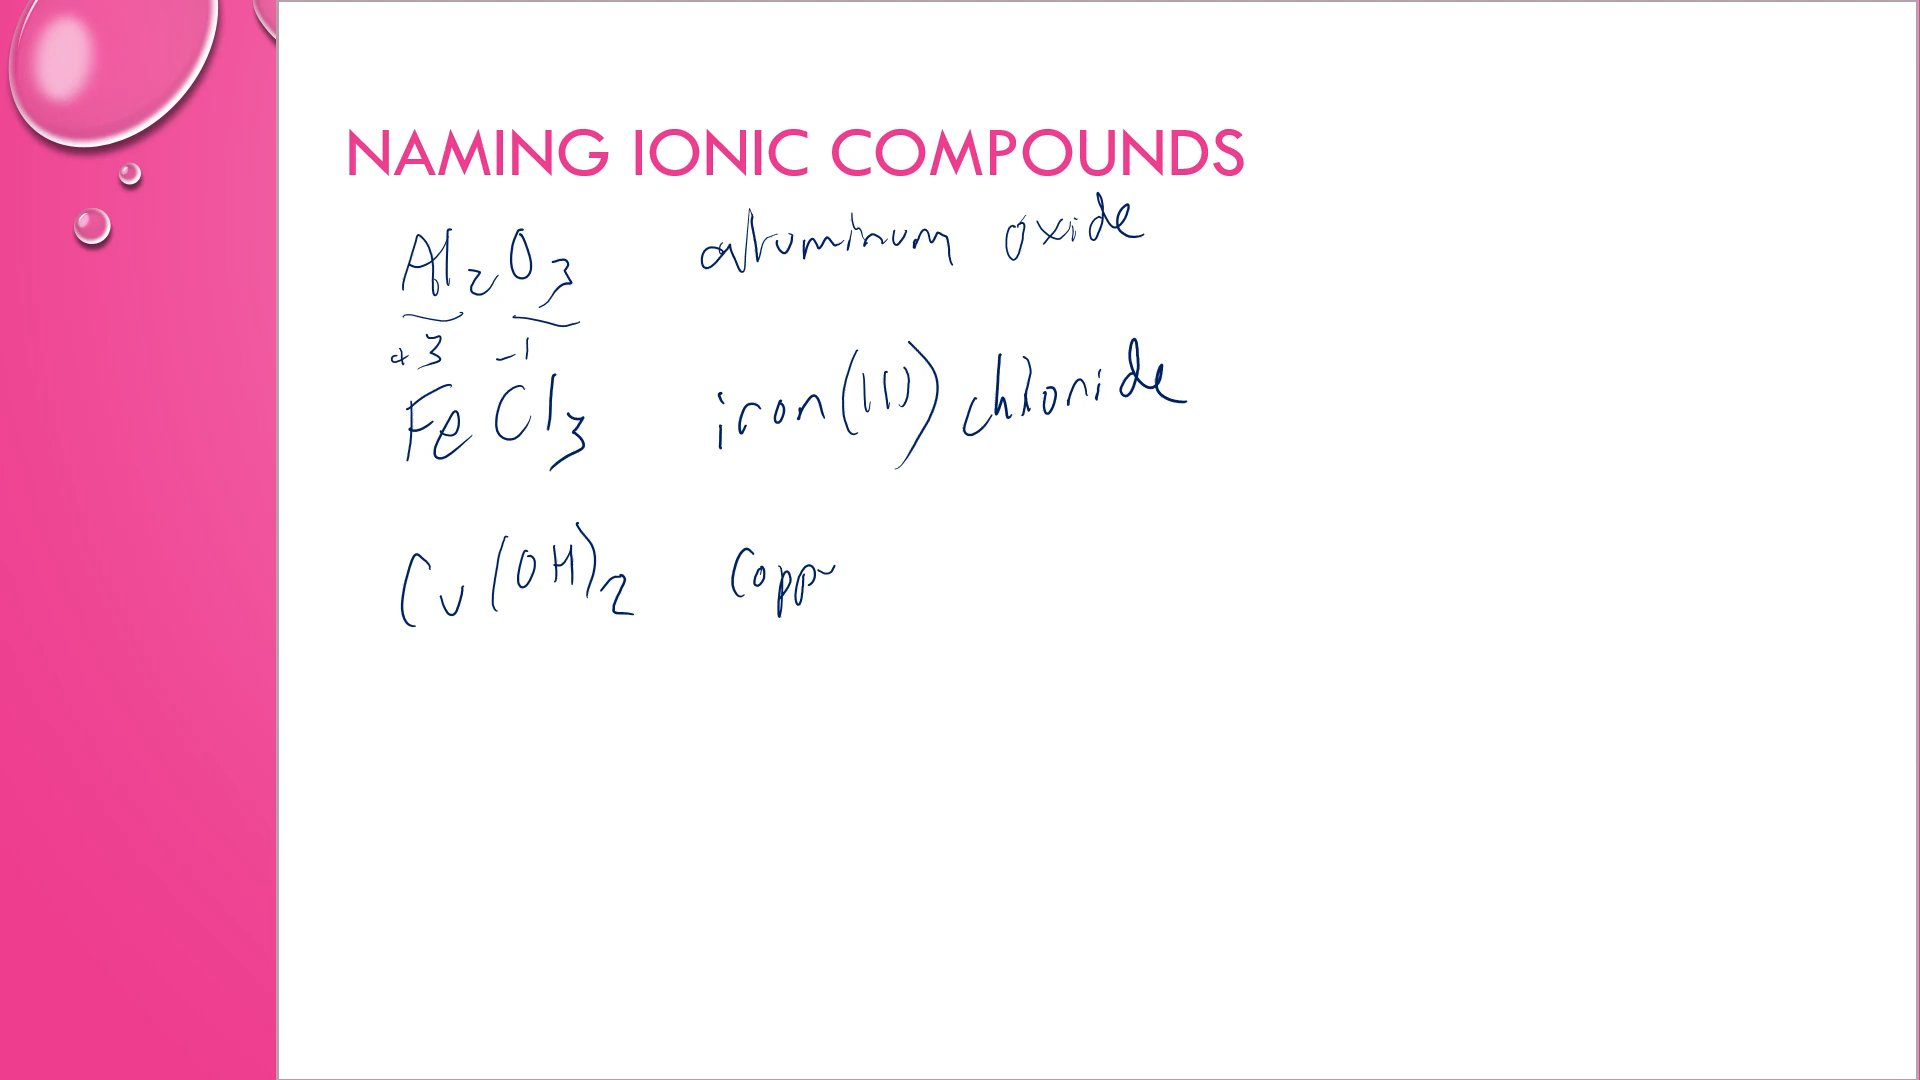 NAMING IONIC COMPOUNDS
Al₂O₃ aluminum oxide
+3 -1
FeCl₃ iron(III) chloride
Cu(OH)₂ Copp